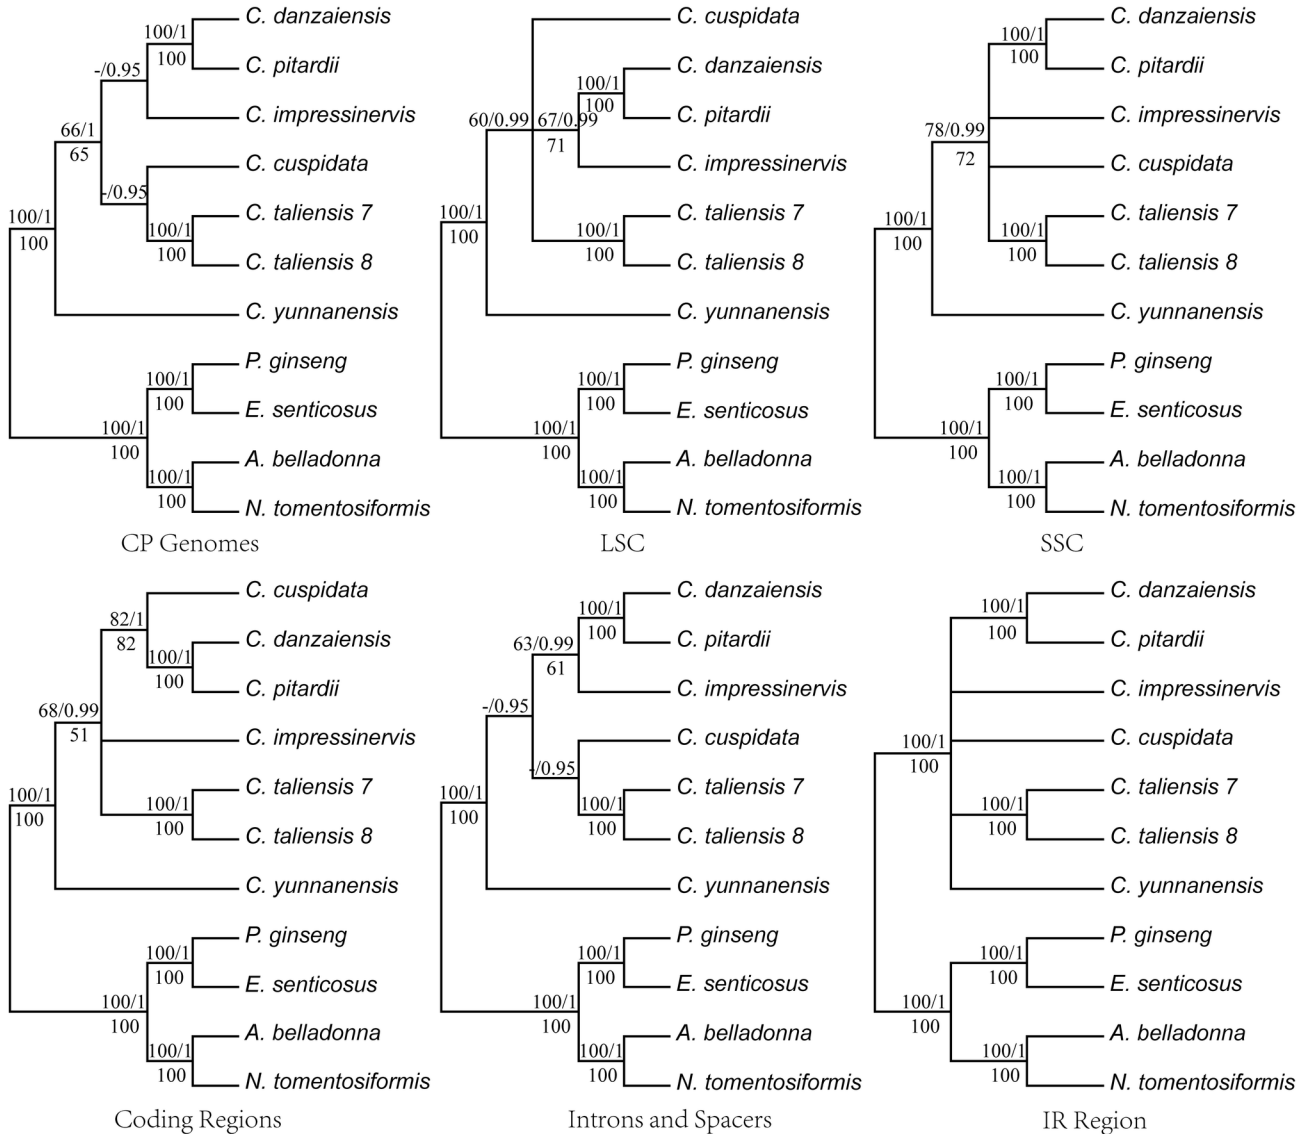 C. danzaiensis
100/1
100
C. pitardii
-/0.95
C. impressinervis
66/1
65
C. cuspidata
-/0.95
C. taliensis 7
100/1
100
C. taliensis 8
100/1
100
C. yunnanensis
P. ginseng
100/1
100
E. senticosus
100/1
100
A. belladonna
100/1
100
N. tomentosiformis
CP Genomes
C. cuspidata
C. danzaiensis
100/1
100
C. pitardii
60/0.99
67/0.99
71
C. impressinervis
C. taliensis 7
100/1
100
C. taliensis 8
100/1
100
C. yunnanensis
P. ginseng
100/1
100
E. senticosus
100/1
100
A. belladonna
100/1
100
N. tomentosiformis
LSC
C. danzaiensis
100/1
100
C. pitardii
C. impressinervis
78/0.99
72
C. cuspidata
C. taliensis 7
100/1
100
C. taliensis 8
100/1
100
C. yunnanensis
P. ginseng
100/1
100
E. senticosus
100/1
100
A. belladonna
100/1
100
N. tomentosiformis
SSC
C. cuspidata
82/1
82
C. danzaiensis
100/1
100
C. pitardii
68/0.99
51
C. impressinervis
C. taliensis 7
100/1
100
C. taliensis 8
100/1
100
C. yunnanensis
P. ginseng
100/1
100
E. senticosus
100/1
100
A. belladonna
100/1
100
N. tomentosiformis
Coding Regions
C. danzaiensis
100/1
100
C. pitardii
63/0.99
61
C. impressinervis
-/0.95
C. cuspidata
-/0.95
C. taliensis 7
100/1
100
C. taliensis 8
100/1
100
C. yunnanensis
P. ginseng
100/1
100
E. senticosus
100/1
100
A. belladonna
100/1
100
N. tomentosiformis
Introns and Spacers
C. danzaiensis
100/1
100
C. pitardii
C. impressinervis
C. cuspidata
100/1
100
C. taliensis 7
100/1
100
C. taliensis 8
C. yunnanensis
P. ginseng
100/1
100
E. senticosus
100/1
100
A. belladonna
100/1
100
N. tomentosiformis
IR Region